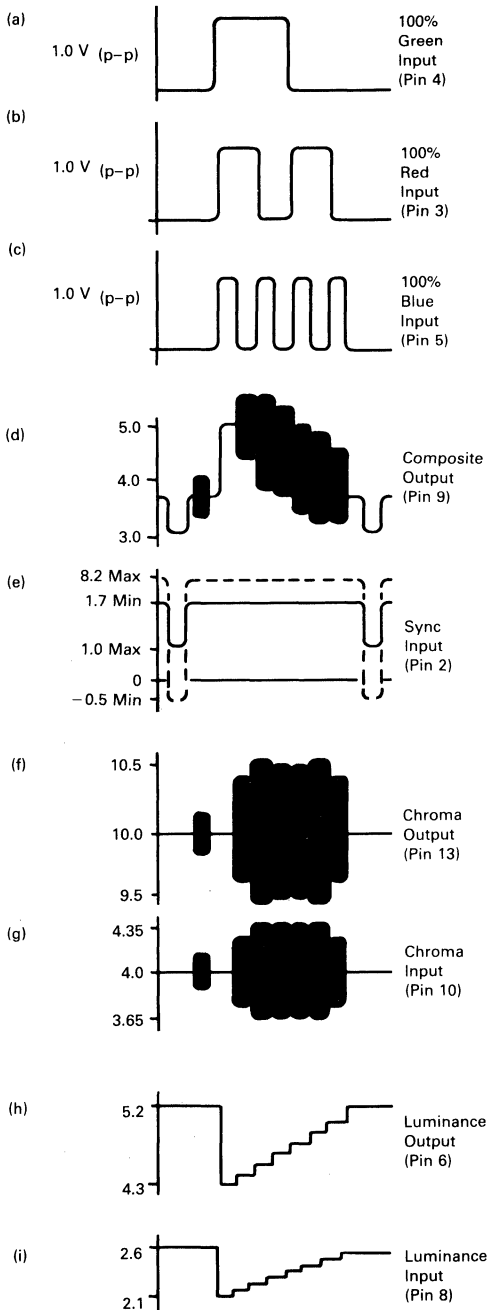 (a)
1.0 V (p–p)
100%
Green
Input
(Pin 4)
(b)
1.0 V (p–p)
100%
Red
Input
(Pin 3)
(c)
1.0 V (p–p)
100%
Blue
Input
(Pin 5)
(d)
5.0
4.0
3.0
Composite
Output
(Pin 9)
(e)
8.2 Max
1.7 Min
1.0 Max
0
−0.5 Min
Sync
Input
(Pin 2)
(f)
10.5
10.0
9.5
Chroma
Output
(Pin 13)
(g)
4.35
4.0
3.65
Chroma
Input
(Pin 10)
(h)
5.2
4.3
Luminance
Output
(Pin 6)
(i)
2.6
2.1
Luminance
Input
(Pin 8)